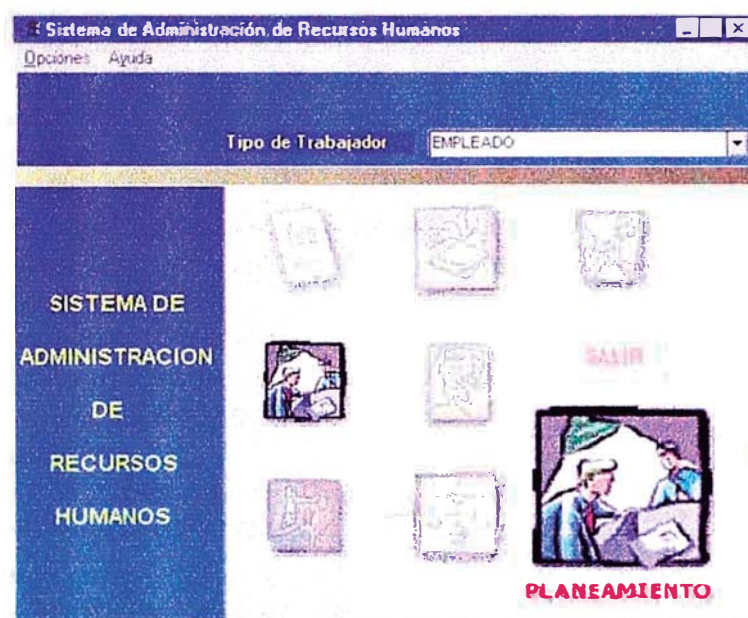 Sistema de Administración de Recursos Humanos
Opciones Ayuda
Tipo de Trabajador EMPLEADO
SISTEMA DE
ADMINISTRACION
DE
RECURSOS
HUMANOS
SALIR
PLANEAMIENTO